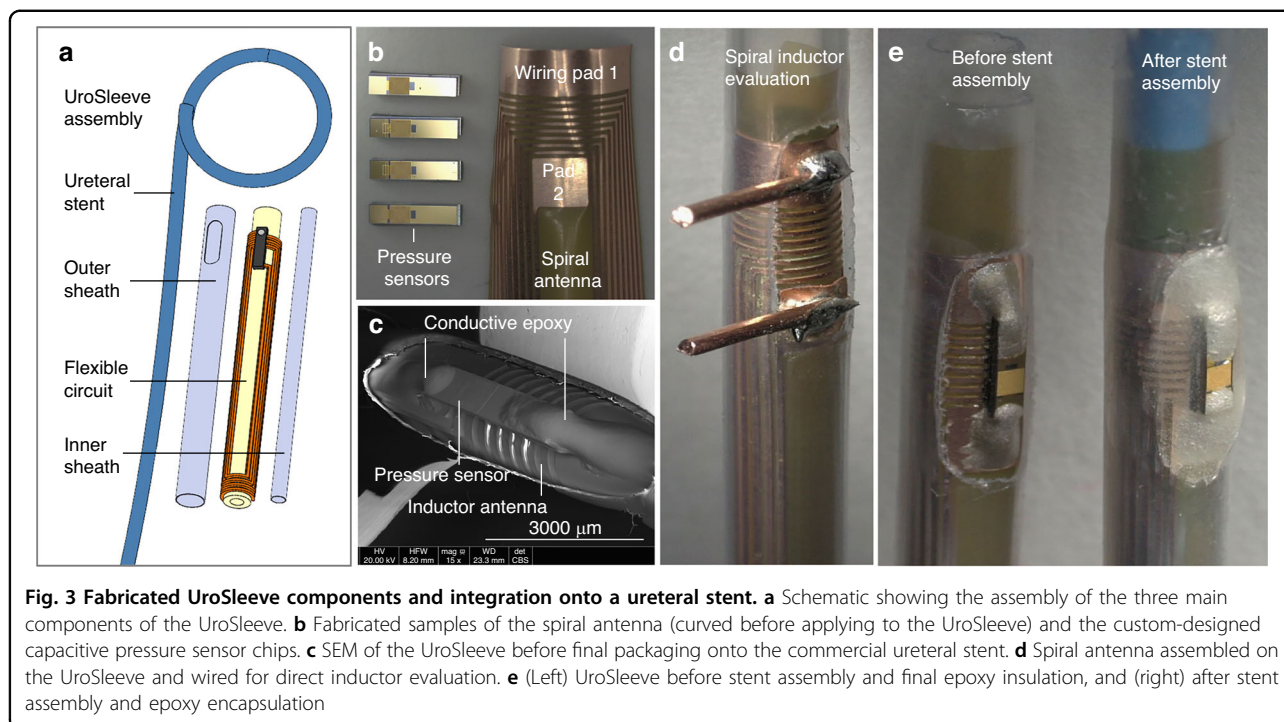 a
UroSleeve
assembly
Ureteral
stent
Outer
sheath
Flexible
circuit
Inner
sheath
b
Wiring pad 1
Pad
2
Pressure
sensors
Spiral
antenna
c
Conductive epoxy
Pressure sensor
Inductor antenna
3000 μm
HV HFW mag WD det
20.00 kV 8.20 mm 15 x 23.3 mm CBS
d
Spiral inductor
evaluation
e
Before stent
assembly
After stent
assembly
Fig. 3 Fabricated UroSleeve components and integration onto a ureteral stent. a Schematic showing the assembly of the three main
components of the UroSleeve. b Fabricated samples of the spiral antenna (curved before applying to the UroSleeve) and the custom-designed
capacitive pressure sensor chips. c SEM of the UroSleeve before final packaging onto the commercial ureteral stent. d Spiral antenna assembled on
the UroSleeve and wired for direct inductor evaluation. e (Left) UroSleeve before stent assembly and final epoxy insulation, and (right) after stent
assembly and epoxy encapsulation